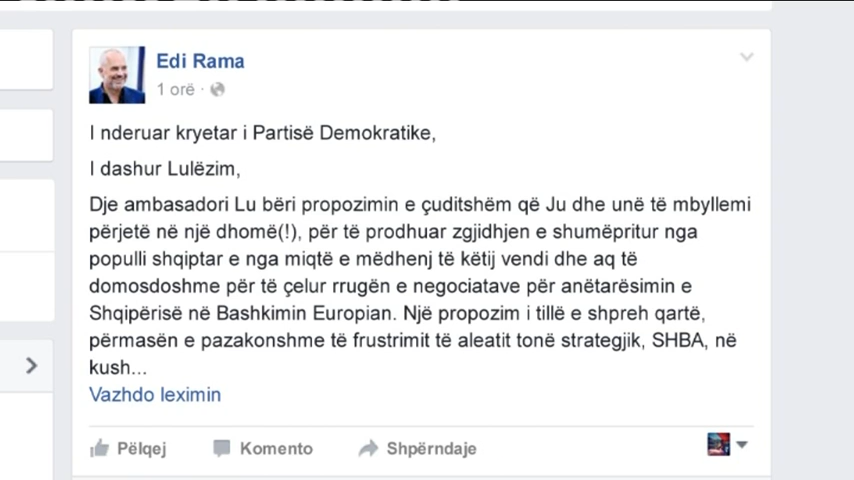 Edi Rama
1 orë ·
I nderuar kryetar i Partisë Demokratike,
I dashur Lulëzim,
Dje ambasadori Lu bëri propozimin e çuditshëm që Ju dhe unë të mbyllemi
përjetë në një dhomë(!), për të prodhuar zgjidhjen e shumëpritur nga
populli shqiptar e nga miqtë e mëdhenj të këtij vendi dhe aq të
domosdoshme për të çelur rrugën e negociatave për anëtarësimin e
Shqipërisë në Bashkimin Europian. Një propozim i tillë e shpreh qartë,
përmasën e pazakonshme të frustrimit të aleatit tonë strategjik, SHBA, në
kush...
Vazhdo leximin
Pëlqej Komento Shpërndaje